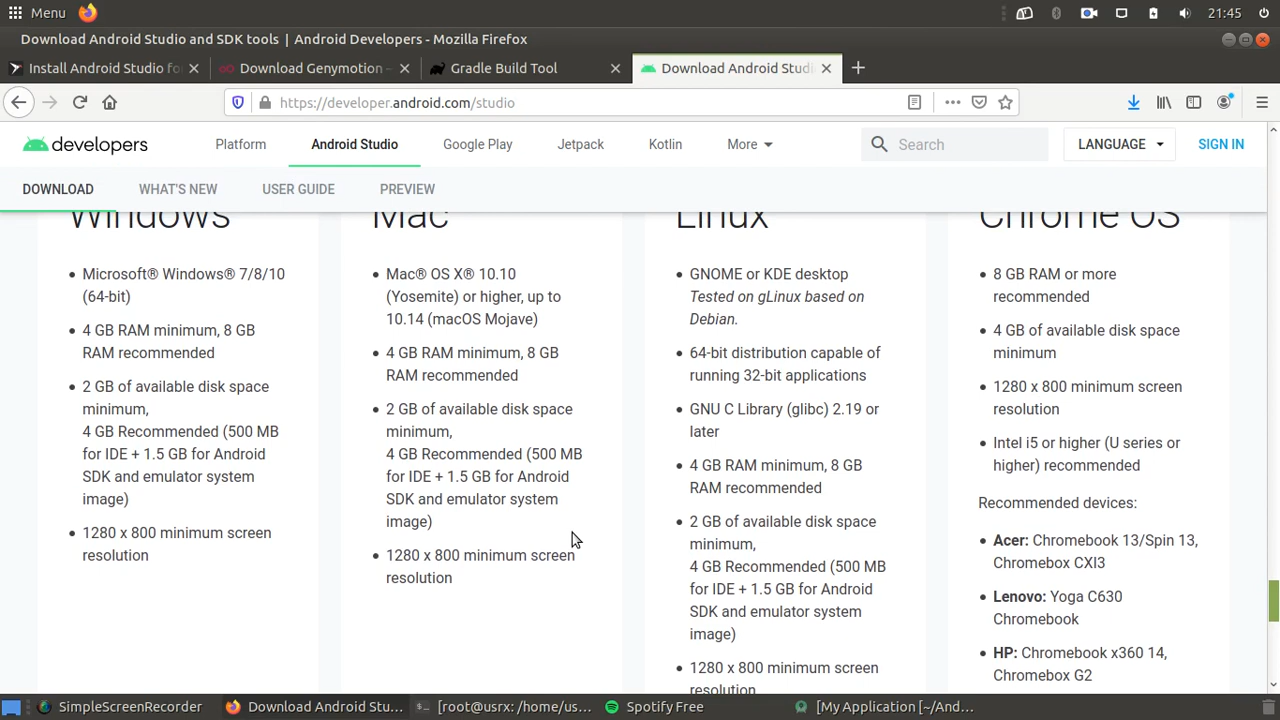 Menu
21:45
Download Android Studio and SDK tools | Android Developers - Mozilla Firefox
Install Android Studio fo
Download Genymotion -
Gradle Build Tool
Download Android Studi
https://developer.android.com/studio
developers
Platform
Android Studio
Google Play
Jetpack
Kotlin
More
Search
LANGUAGE
SIGN IN
DOWNLOAD
WHAT'S NEW
USER GUIDE
PREVIEW
Windows
• Microsoft® Windows® 7/8/10
(64-bit)
• 4 GB RAM minimum, 8 GB
RAM recommended
• 2 GB of available disk space
minimum,
4 GB Recommended (500 MB
for IDE + 1.5 GB for Android
SDK and emulator system
image)
• 1280 x 800 minimum screen
resolution
Mac
• Mac® OS X® 10.10
(Yosemite) or higher, up to
10.14 (macOS Mojave)
• 4 GB RAM minimum, 8 GB
RAM recommended
• 2 GB of available disk space
minimum,
4 GB Recommended (500 MB
for IDE + 1.5 GB for Android
SDK and emulator system
image)
• 1280 x 800 minimum screen
resolution
Linux
• GNOME or KDE desktop
Tested on gLinux based on
Debian.
• 64-bit distribution capable of
running 32-bit applications
• GNU C Library (glibc) 2.19 or
later
• 4 GB RAM minimum, 8 GB
RAM recommended
• 2 GB of available disk space
minimum,
4 GB Recommended (500 MB
for IDE + 1.5 GB for Android
SDK and emulator system
image)
• 1280 x 800 minimum screen
resolution
Chrome OS
• 8 GB RAM or more
recommended
• 4 GB of available disk space
minimum
• 1280 x 800 minimum screen
resolution
• Intel i5 or higher (U series or
higher) recommended
Recommended devices:
• Acer: Chromebook 13/Spin 13,
Chromebox CXI3
• Lenovo: Yoga C630
Chromebook
• HP: Chromebook x360 14,
Chromebox G2
SimpleScreenRecorder
Download Android Stu...
[root@usrx: /home/us...
Spotify Free
[My Application [~/And...